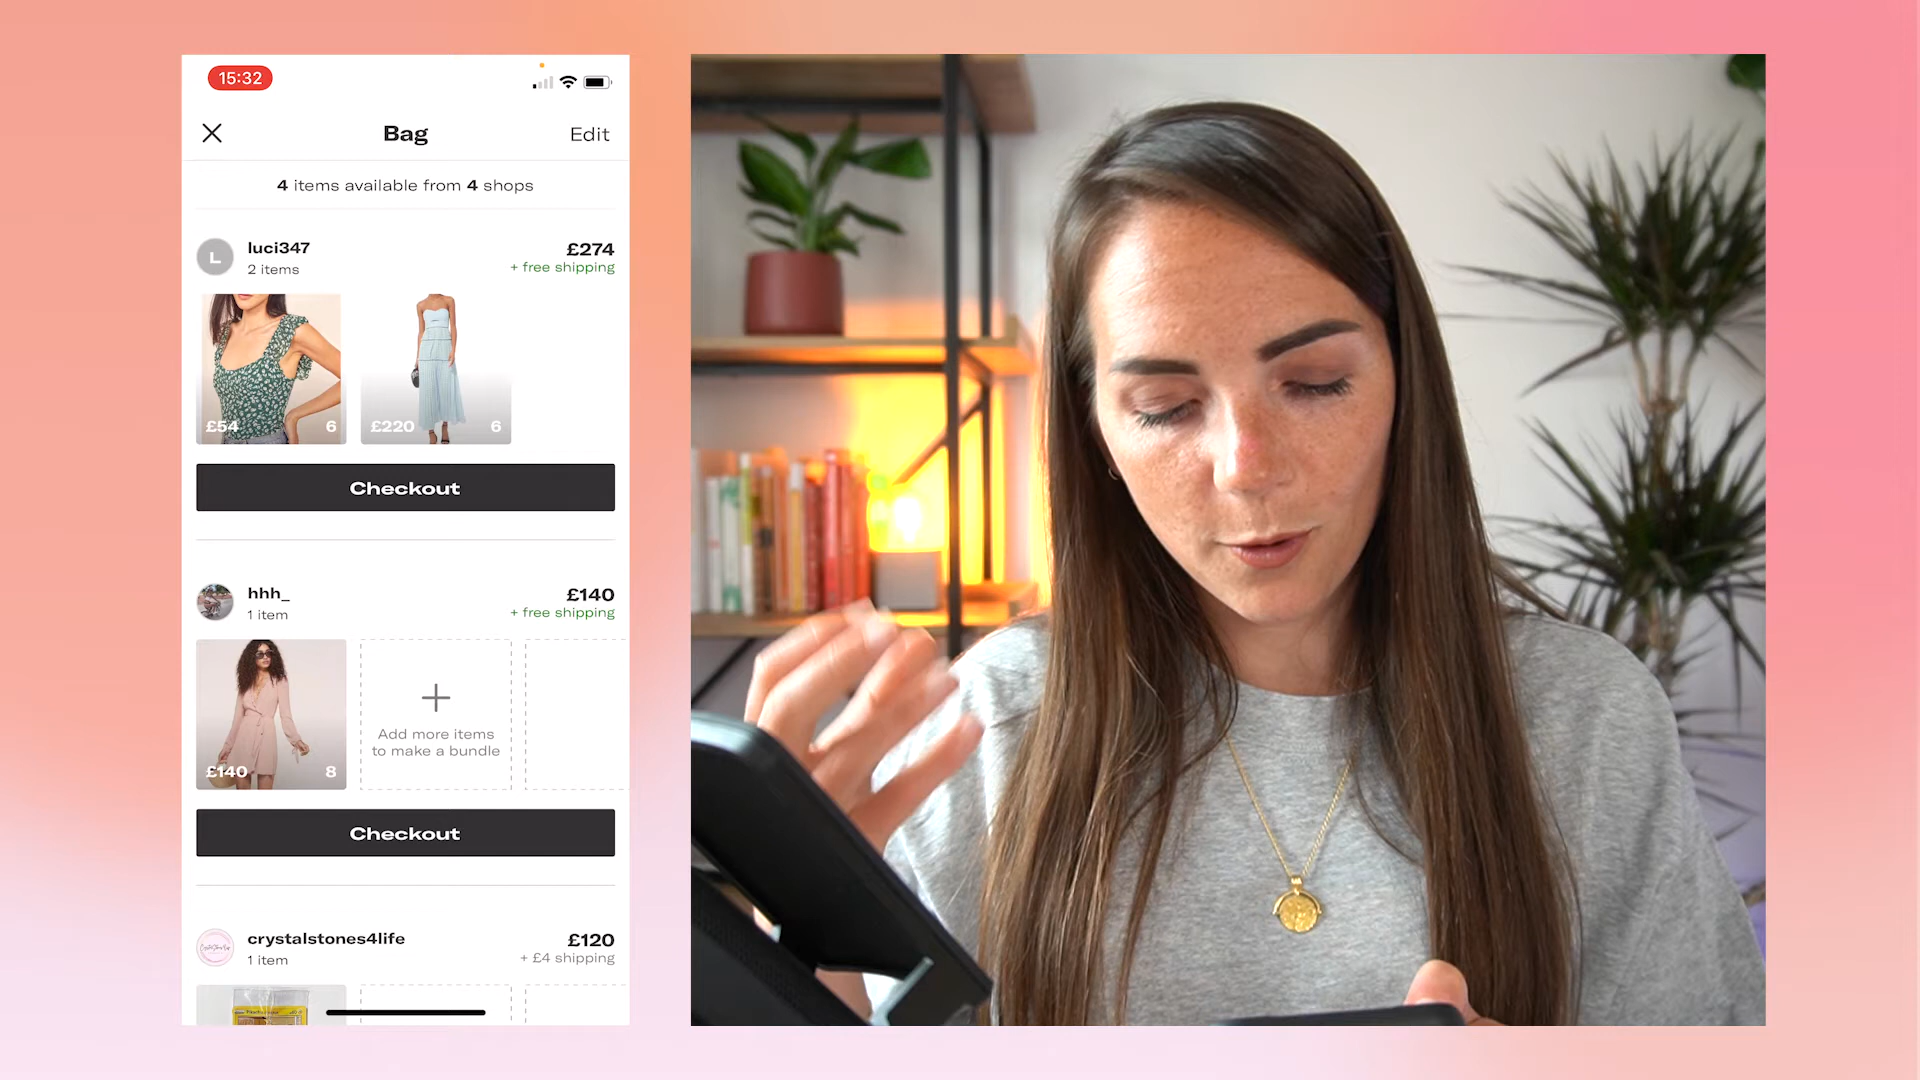 15:32
Bag
Edit
4 items available from 4 shops
L
luci347
2 items
£274
+ free shipping
£54
6
£220
6
Checkout
hhh_
1 item
£140
+ free shipping
£140
8
Add more items
to make a bundle
Checkout
crystalstones4life
1 item
£120
+ £4 shipping